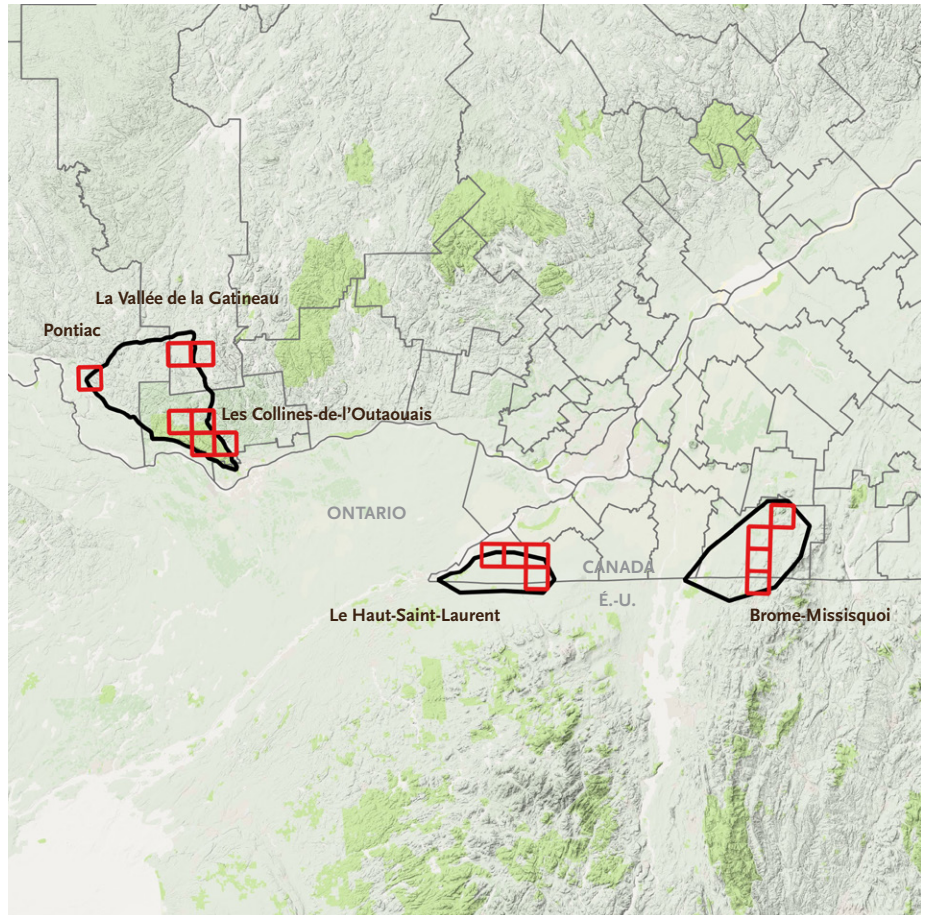 La Vallée de la Gatineau
Pontiac
Les Collines-de-l’Outaouais
ONTARIO
CANADA
É.-U.
Le Haut-Saint-Laurent
Brome-Missisquoi